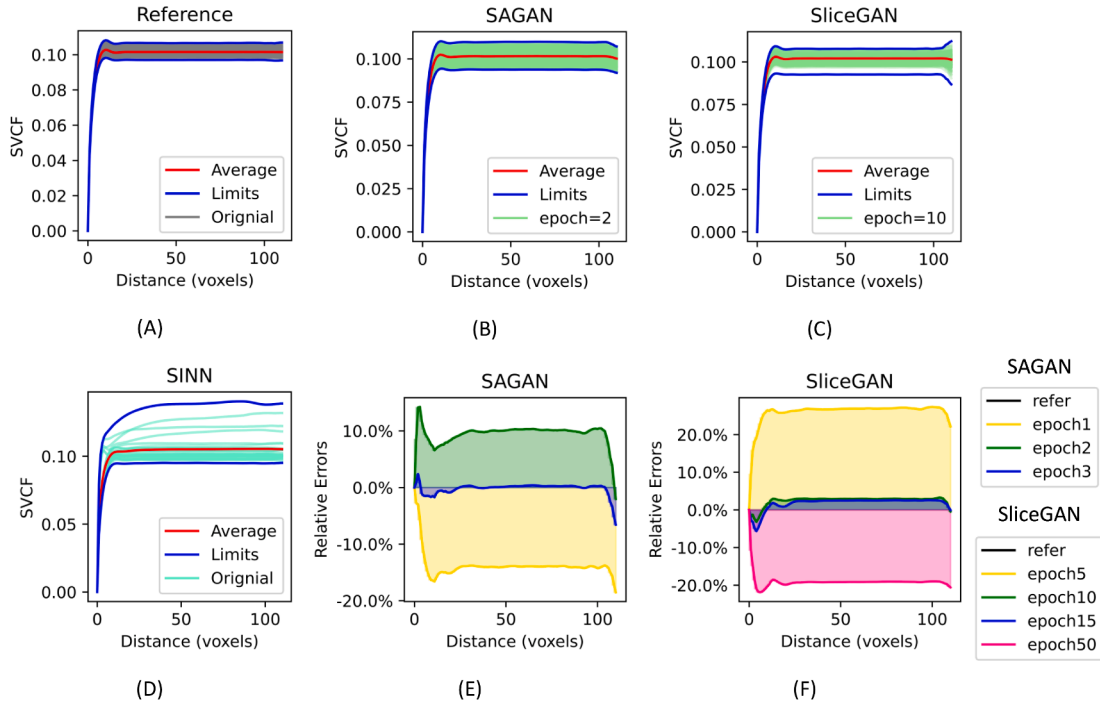 Reference
SVCF
0.10
0.08
0.06
0.04
0.02
0.00
Average
Limits
Orignial
0 50 100
Distance (voxels)
(A)
SAGAN
SVCF
0.100
0.075
0.050
0.025
0.000
Average
Limits
epoch=2
0 50 100
Distance (voxels)
(B)
SliceGAN
SVCF
0.100
0.075
0.050
0.025
0.000
Average
Limits
epoch=10
0 50 100
Distance (voxels)
(C)
SINN
SVCF
0.10
0.05
0.00
Average
Limits
Orignial
0 50 100
Distance (voxels)
(D)
SAGAN
Relative Errors
10.0%
0.0%
-10.0%
-20.0%
0 50 100
Distance (voxels)
(E)
SliceGAN
Relative Errors
20.0%
10.0%
0.0%
-10.0%
-20.0%
0 50 100
Distance (voxels)
(F)
SAGAN
refer
epoch1
epoch2
epoch3
SliceGAN
refer
epoch5
epoch10
epoch15
epoch50